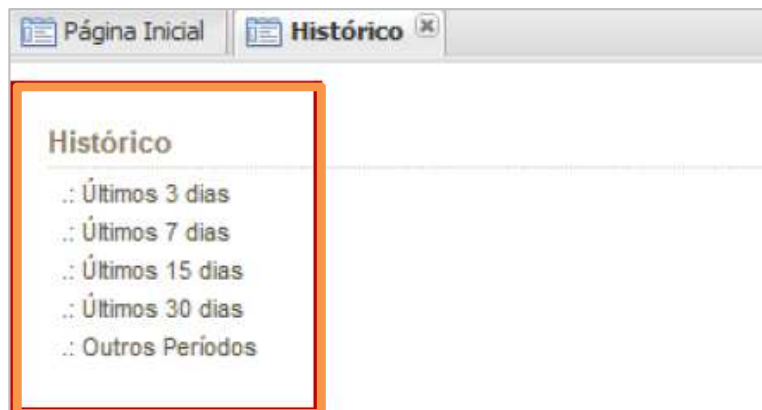 Página Inicial Histórico
Histórico
.: Últimos 3 dias
.: Últimos 7 dias
.: Últimos 15 dias
.: Últimos 30 dias
.: Outros Períodos